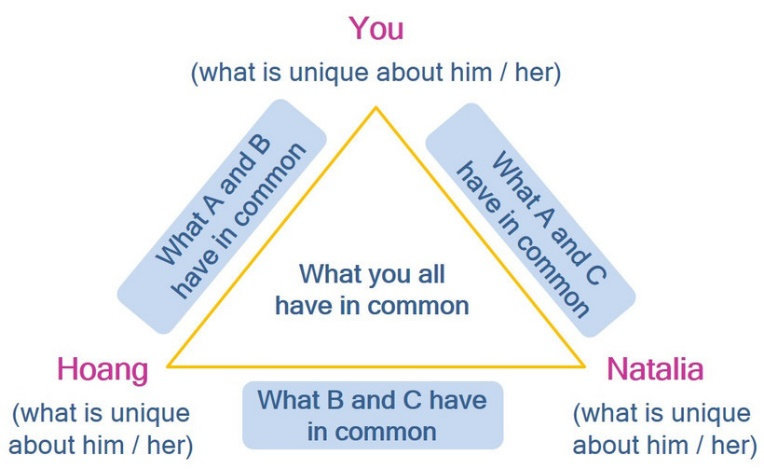 You
(what is unique about him / her)
What A and B
have in common
What A and C
have in common
What you all
have in common
Hoang
(what is unique
about him / her)
What B and C have
in common
Natalia
(what is unique
about him / her)